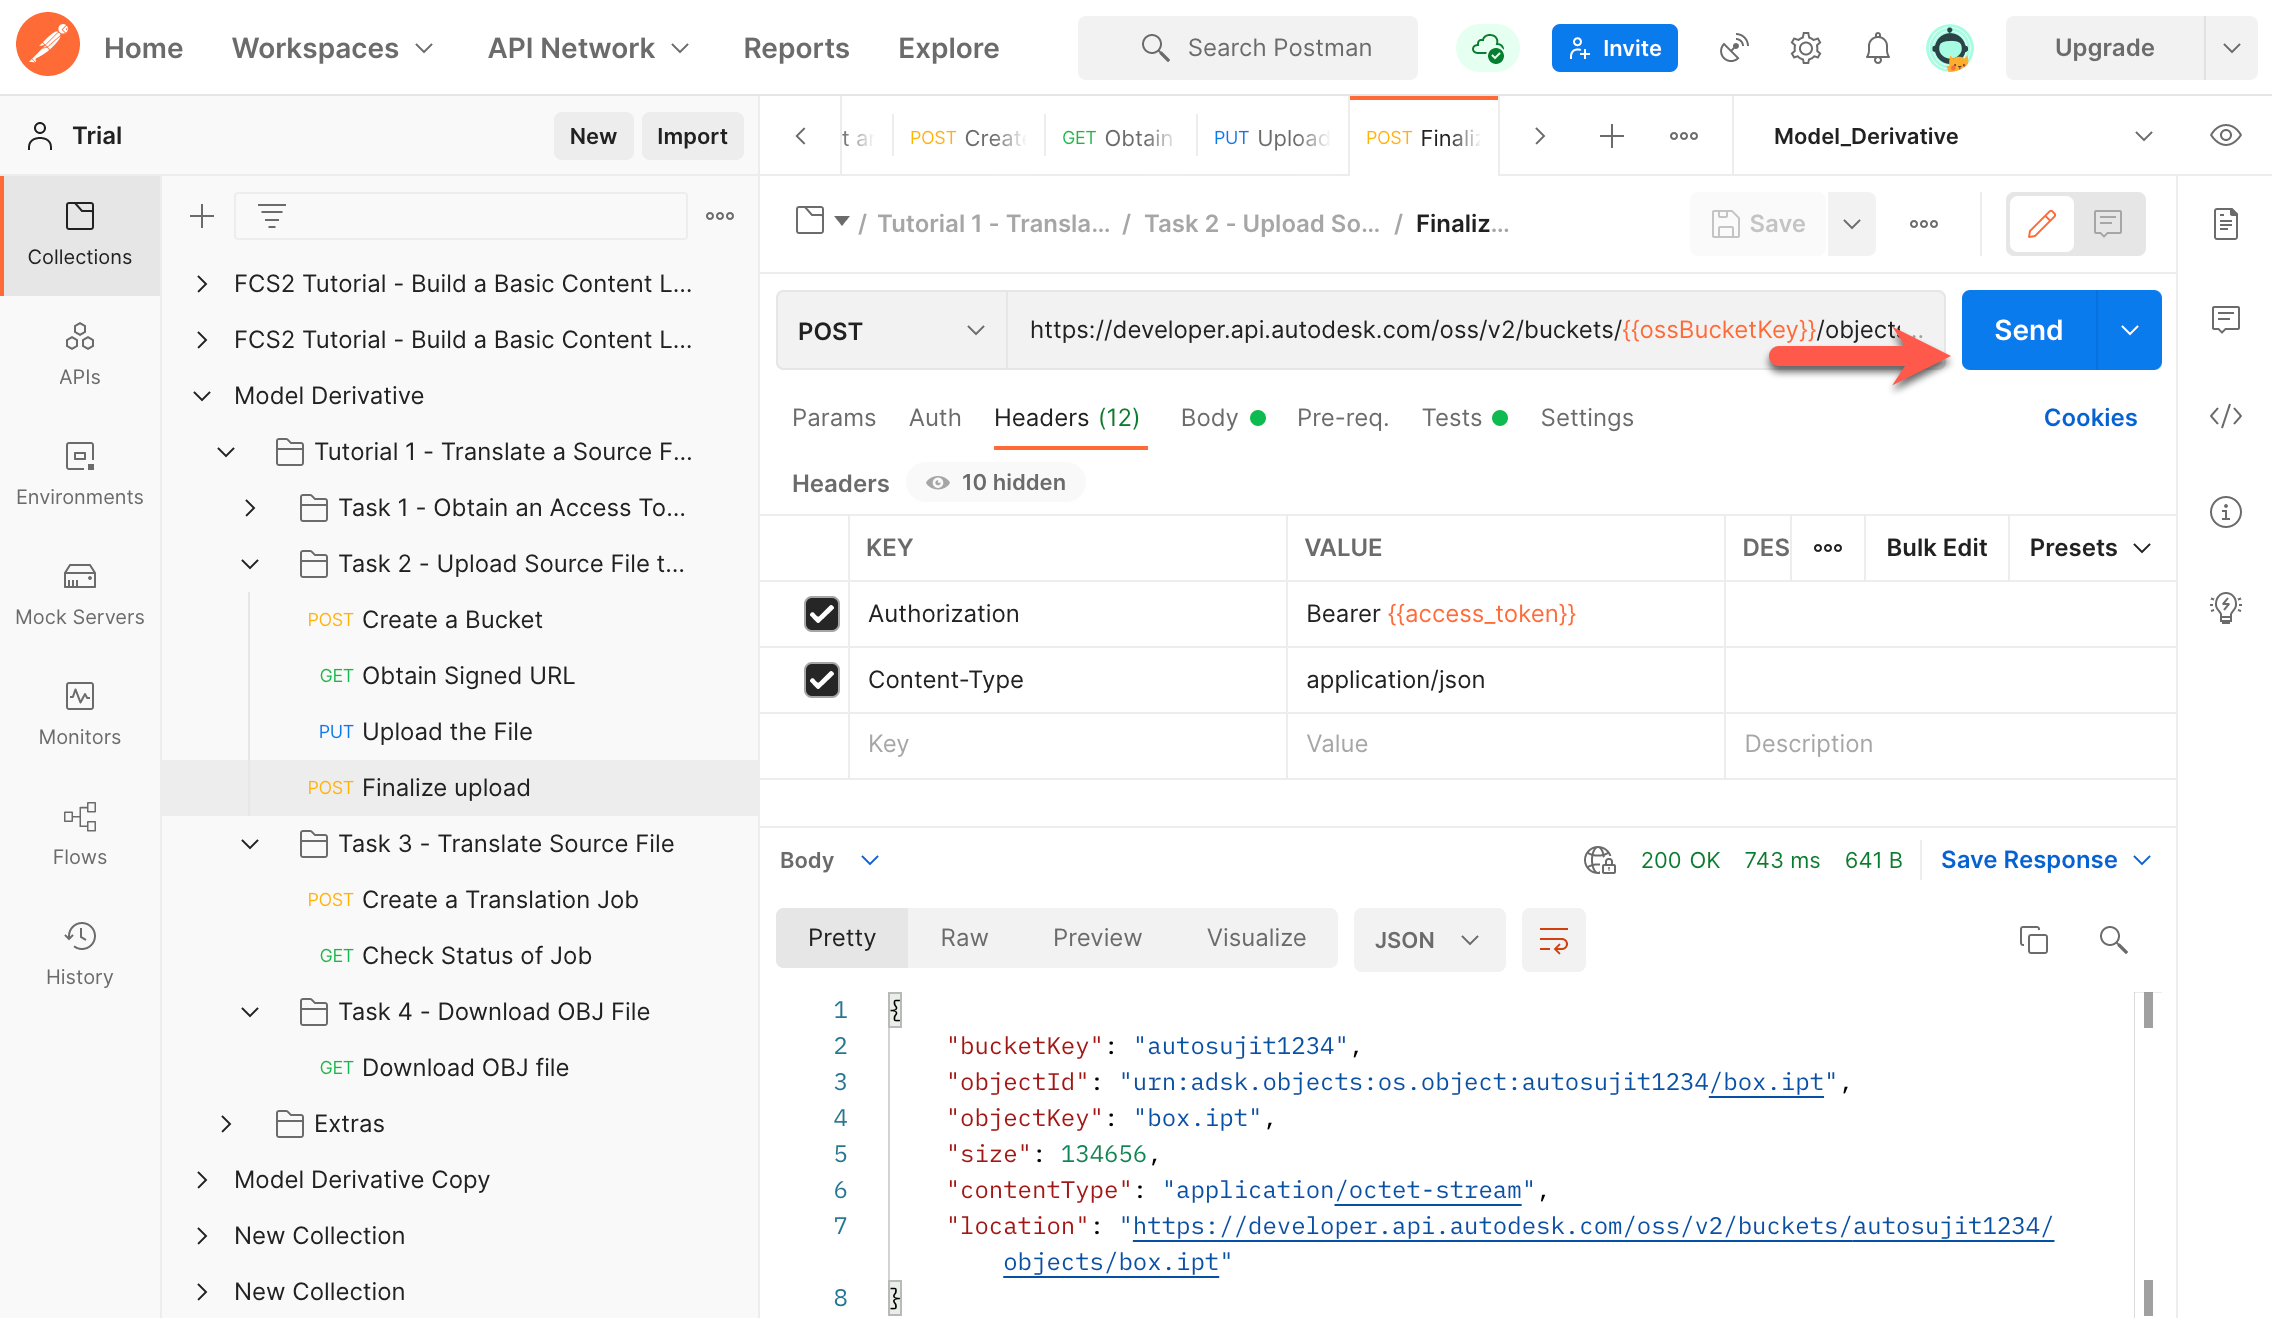 Home
Workspaces
API Network
Reports
Explore
Search Postman
Invite
Upgrade
Trial
New
Import
POST Creat
GET Obtain
PUT Upload
POST Finaliz
Model_Derivative
Collections
APIs
Environments
Mock Servers
Monitors
Flows
History
FCS2 Tutorial - Build a Basic Content L...
FCS2 Tutorial - Build a Basic Content L...
Model Derivative
Tutorial 1 - Translate a Source F...
Task 1 - Obtain an Access To...
Task 2 - Upload Source File t...
POST Create a Bucket
GET Obtain Signed URL
PUT Upload the File
POST Finalize upload
Task 3 - Translate Source File
POST Create a Translation Job
GET Check Status of Job
Task 4 - Download OBJ File
GET Download OBJ file
Extras
Model Derivative Copy
New Collection
New Collection
/ Tutorial 1 - Transla... / Task 2 - Upload So... / Finaliz...
Save
POST
https://developer.api.autodesk.com/oss/v2/buckets/{{ossBucketKey}}/object...
Send
Params
Auth
Headers (12)
Body
Pre-req.
Tests
Settings
Cookies
Headers
10 hidden
KEY
VALUE
DES
Bulk Edit
Presets
Authorization
Bearer {{access_token}}
Content-Type
application/json
Key
Value
Description
Body
200 OK
743 ms
641 B
Save Response
Pretty
Raw
Preview
Visualize
JSON
1 {
2 "bucketKey": "autosujit1234",
3 "objectId": "urn:adsk.objects:os.object:autosujit1234/box.ipt",
4 "objectKey": "box.ipt",
5 "size": 134656,
6 "contentType": "application/octet-stream",
7 "location": "https://developer.api.autodesk.com/oss/v2/buckets/autosujit1234/
objects/box.ipt"
8 }